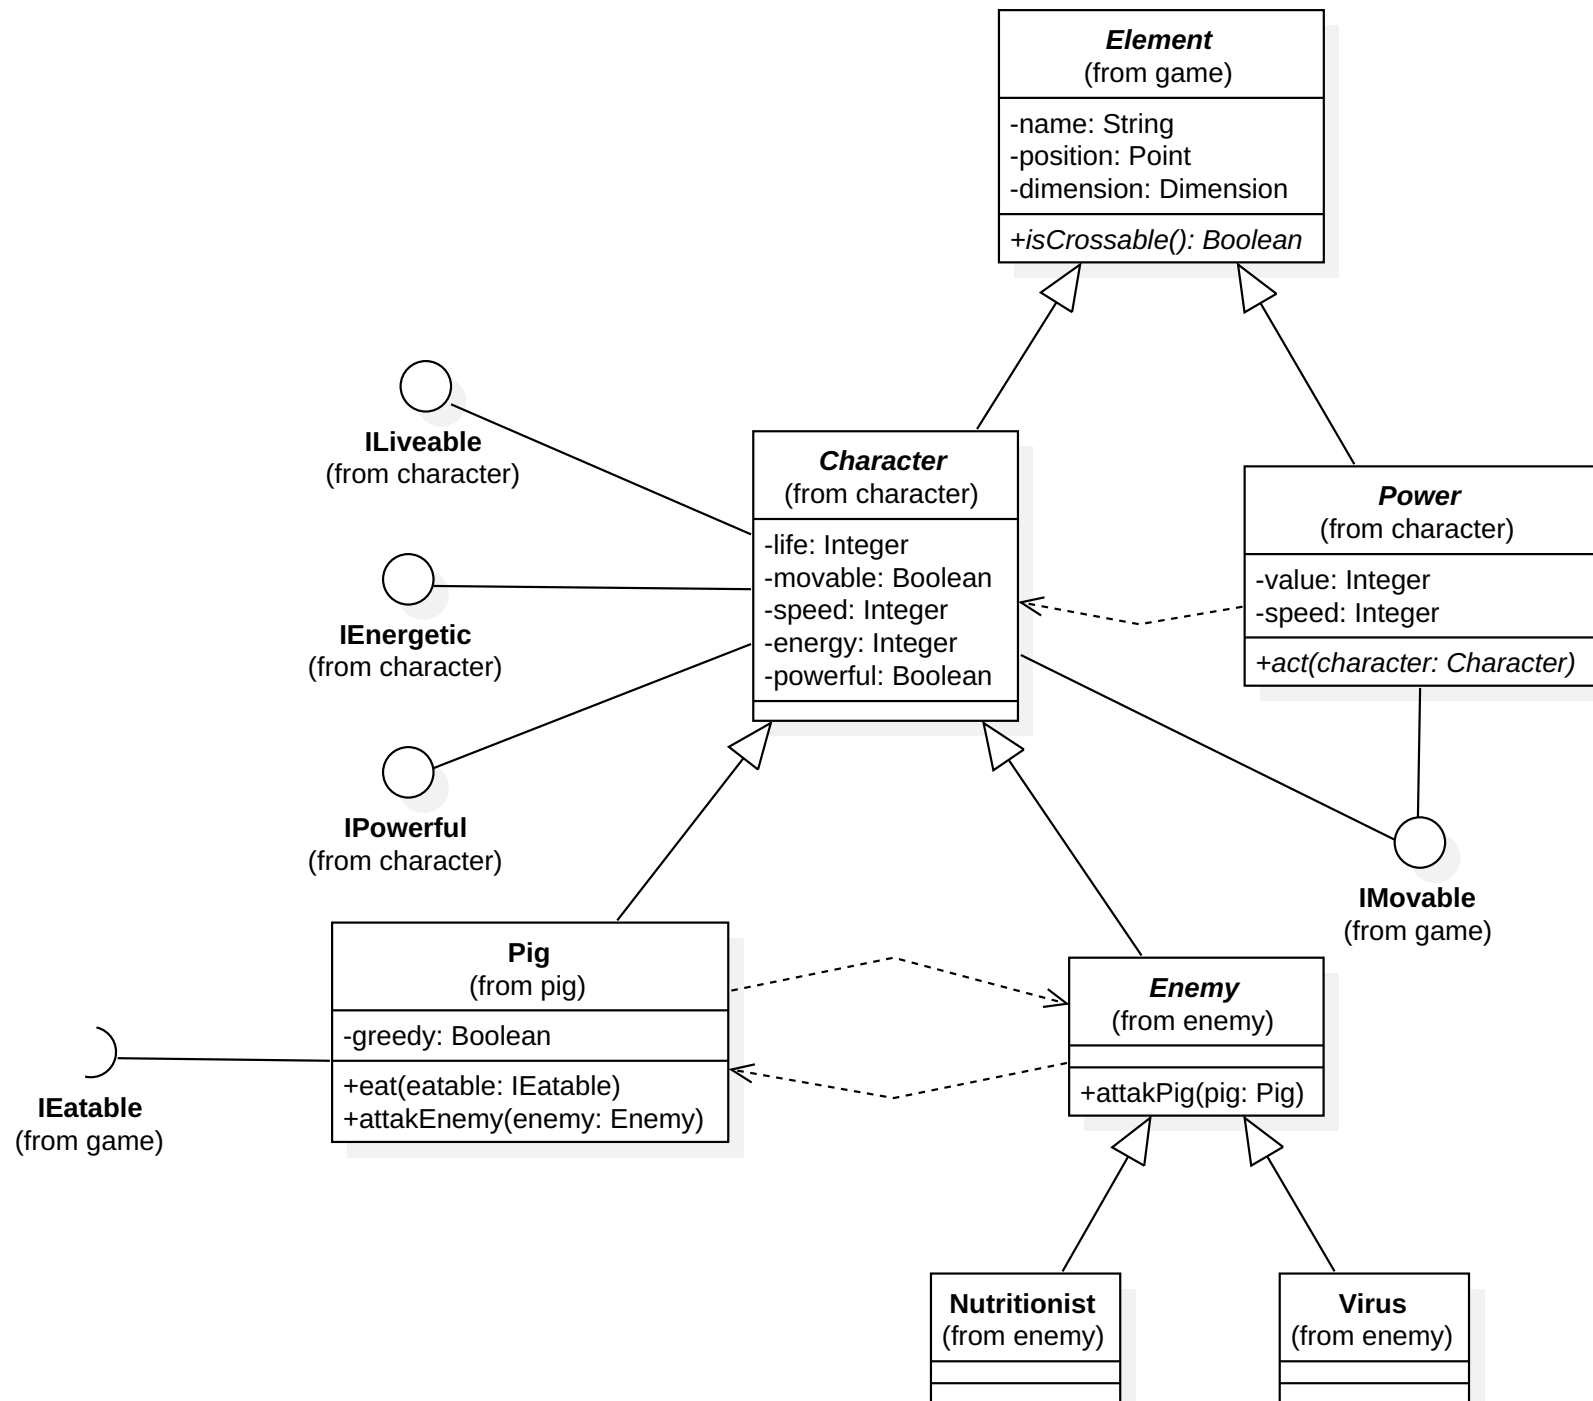 Element
(from game)
-name: String
-position: Point
-dimension: Dimension
+isCrossable(): Boolean
ILiveable
(from character)
Character
(from character)
-life: Integer
-movable: Boolean
-speed: Integer
-energy: Integer
-powerful: Boolean
Power
(from character)
-value: Integer
-speed: Integer
+act(character: Character)
IEnergetic
(from character)
IPowerful
(from character)
IMovable
(from game)
Pig
(from pig)
-greedy: Boolean
+eat(eatable: IEatable)
+attakEnemy(enemy: Enemy)
Enemy
(from enemy)
+attakPig(pig: Pig)
IEatable
(from game)
Nutritionist
(from enemy)
Virus
(from enemy)